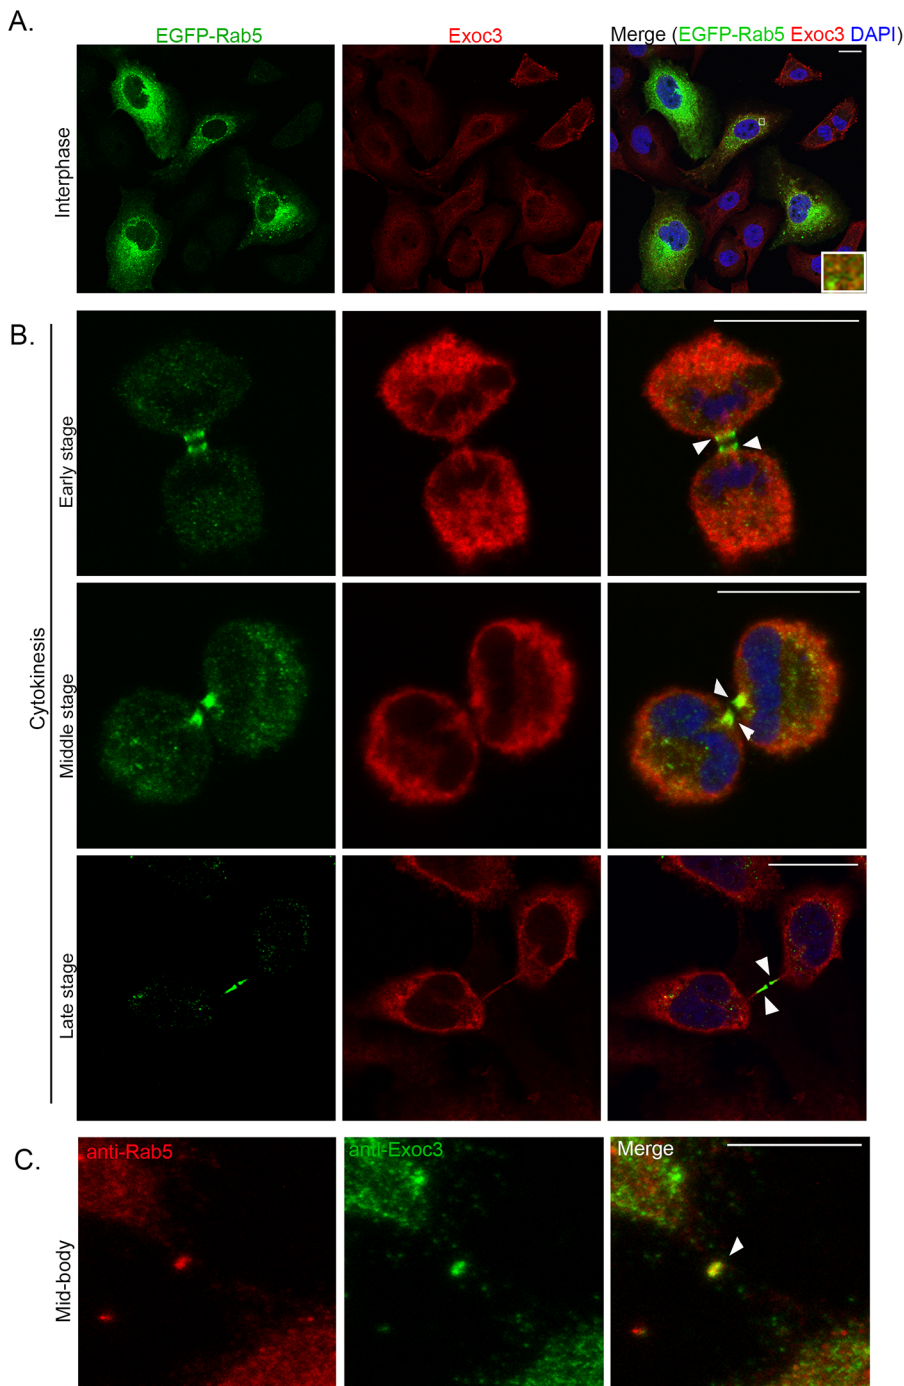 A.
EGFP-Rab5
Exoc3
Merge (EGFP-Rab5 Exoc3 DAPI)
Interphase
B.
Cytokinesis
Early stage
Middle stage
Late stage
C.
anti-Rab5
anti-Exoc3
Merge
Mid-body